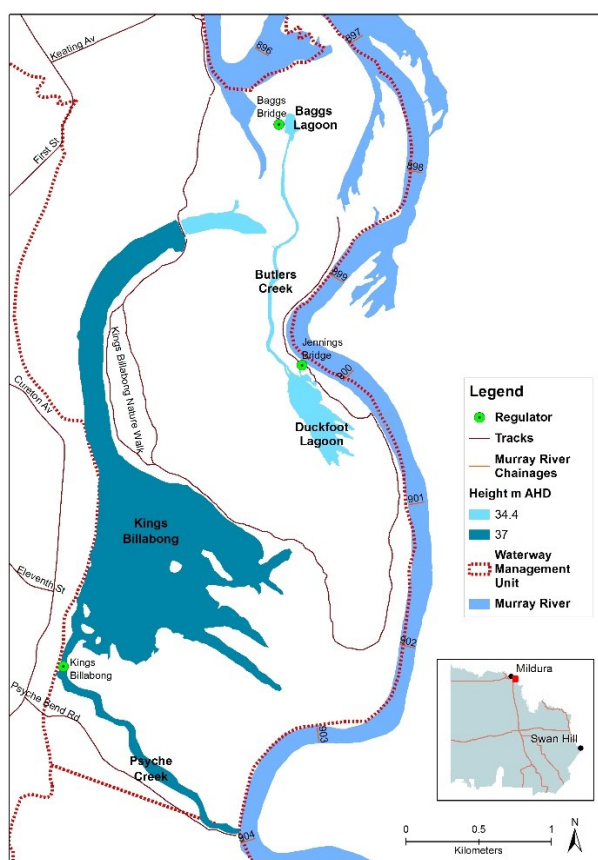 Keating Av
896
897
Baggs
Bridge
Baggs
Lagoon
First St
898
Butlers
Creek
899
Jennings
Bridge
900
Kings Billabong Nature Walk
Cureton Av
Duckfoot
Lagoon
901
Kings
Billabong
Eleventh St
902
Kings
Billabong
Psyche Bend Rd
903
Psyche
Creek
904
Legend
Regulator
Tracks
Murray River
Chainages
Height m AHD
34.4
37
Waterway
Management
Unit
Murray River
Mildura
Swan Hill
0 0.5 1
Kilometers
N